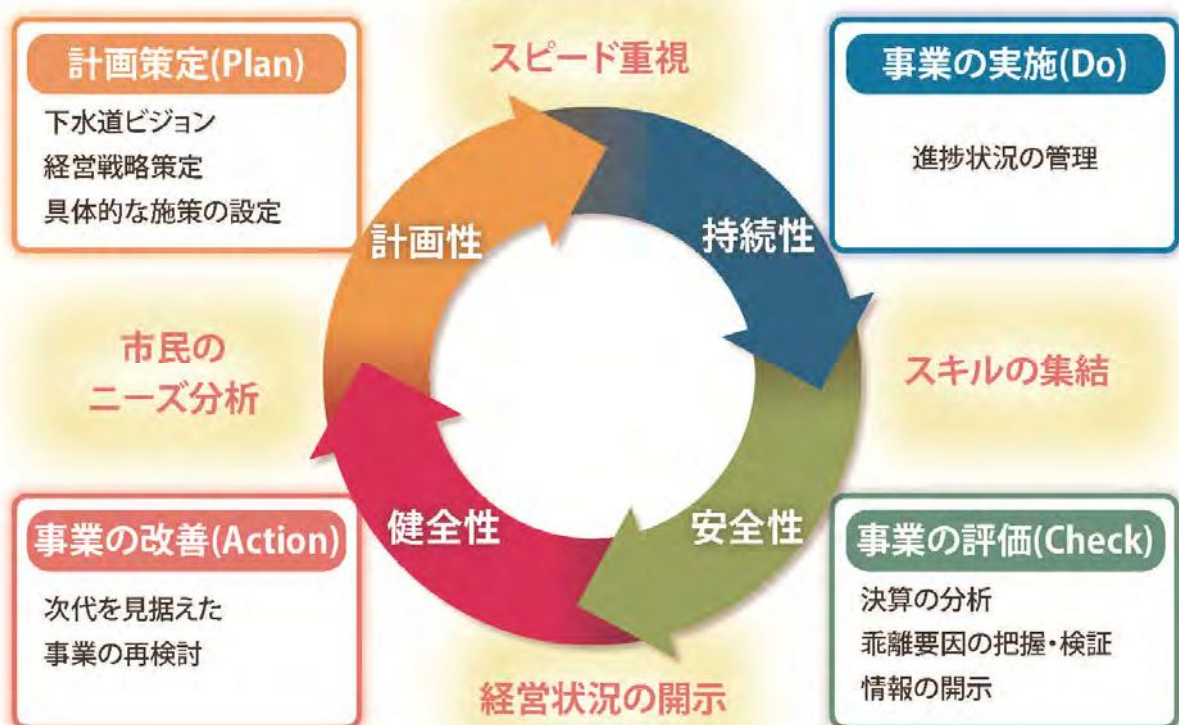 計画策定(Plan)
下水道ビジョン
経営戦略策定
具体的な施策の設定
スピード重視
事業の実施(Do)
進捗状況の管理
計画性
持続性
市民の
ニーズ分析
スキルの集結
健全性
安全性
事業の改善(Action)
次代を見据えた
事業の再検討
経営状況の開示
事業の評価(Check)
決算の分析
乖離要因の把握・検証
情報の開示